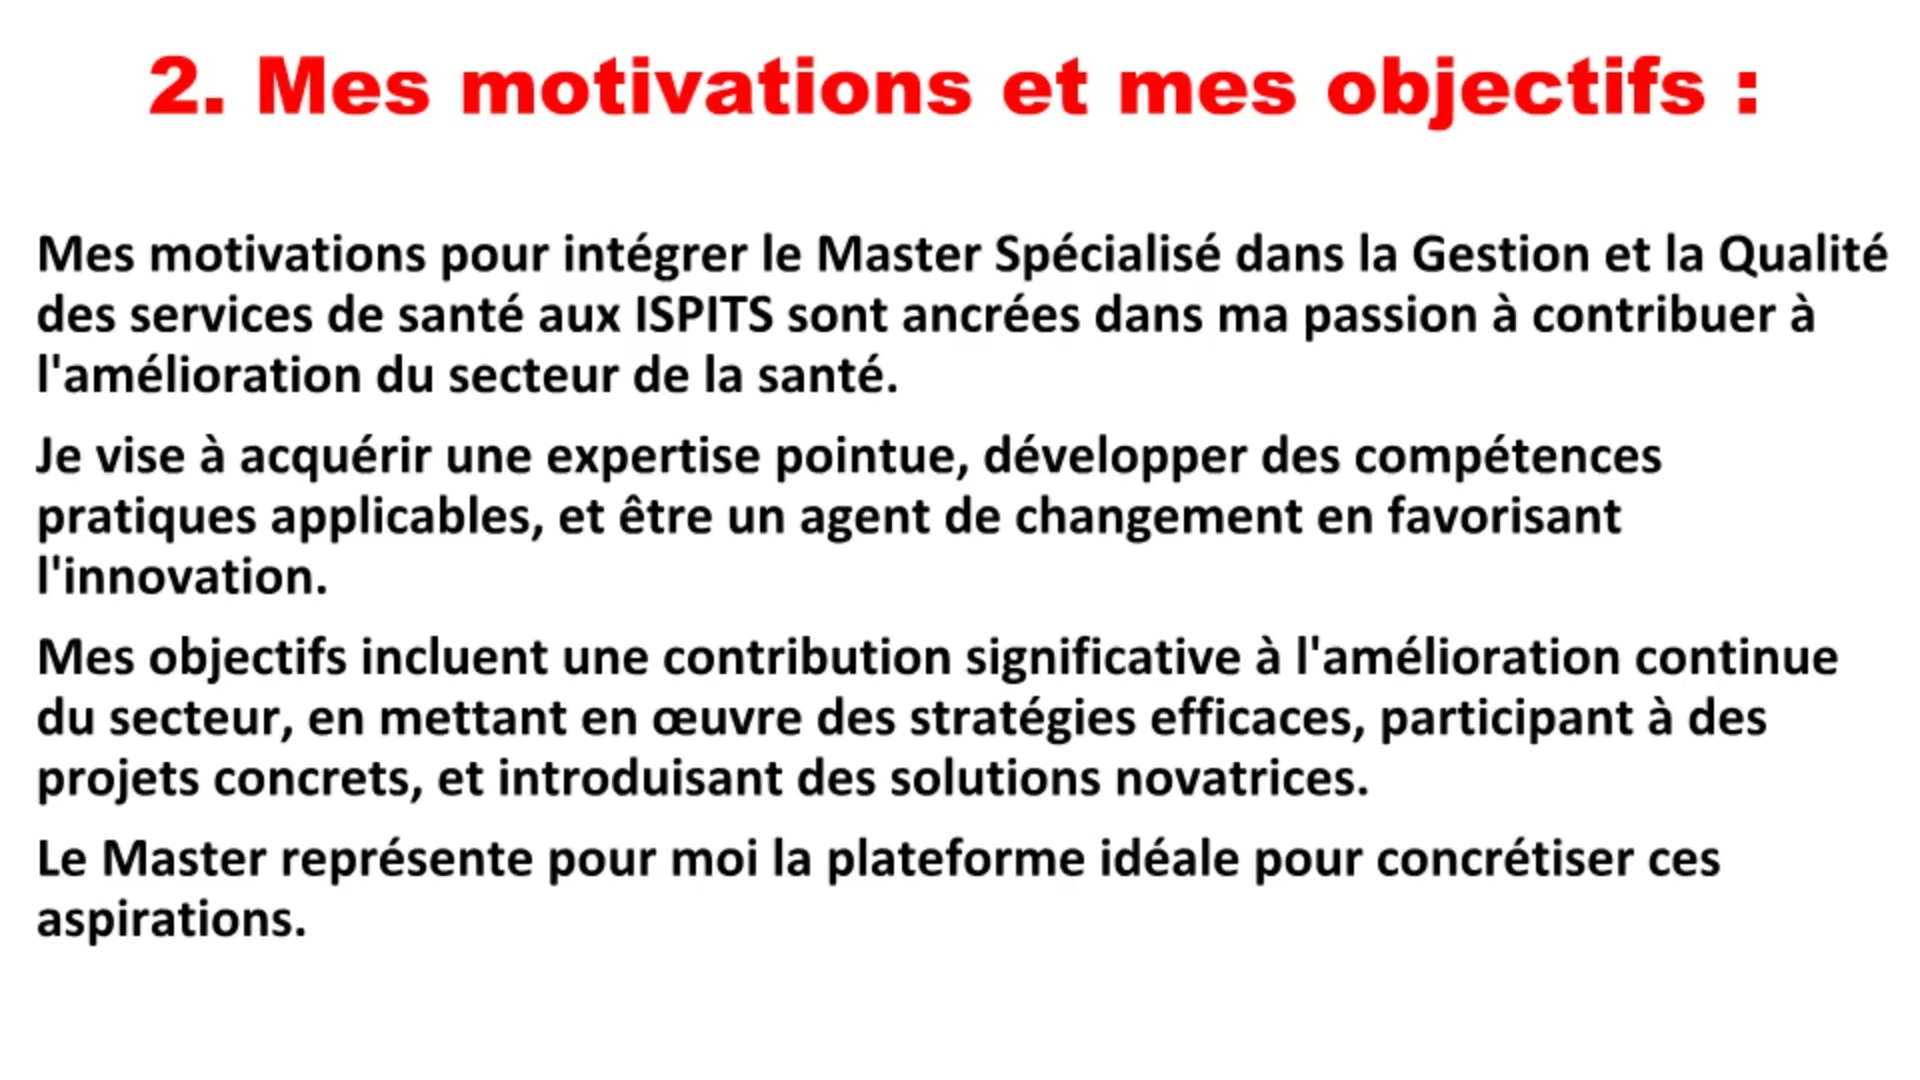 2. Mes motivations et mes objectifs :
Mes motivations pour intégrer le Master Spécialisé dans la Gestion et la Qualité
des services de santé aux ISPITS sont ancrées dans ma passion à contribuer à
l'amélioration du secteur de la santé.
Je vise à acquérir une expertise pointue, développer des compétences
pratiques applicables, et être un agent de changement en favorisant
l'innovation.
Mes objectifs incluent une contribution significative à l'amélioration continue
du secteur, en mettant en œuvre des stratégies efficaces, participant à des
projets concrets, et introduisant des solutions novatrices.
Le Master représente pour moi la plateforme idéale pour concrétiser ces
aspirations.